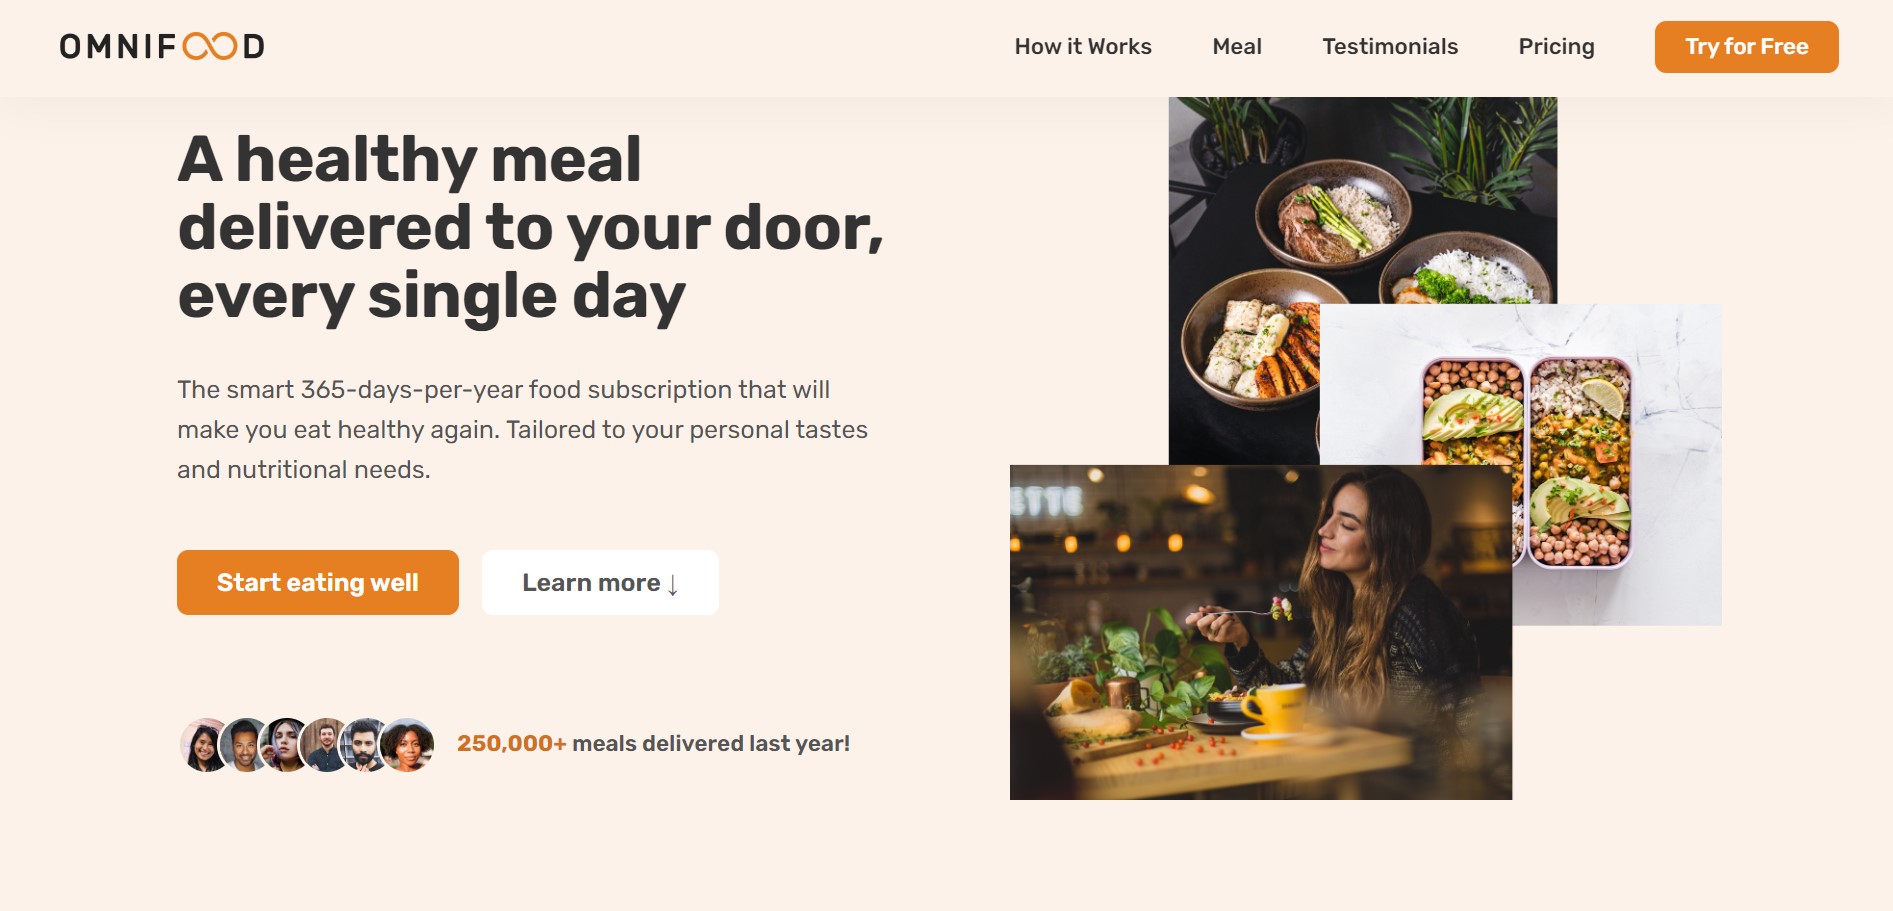 OMNIFOOD
How it Works
Meal
Testimonials
Pricing
Try for Free
A healthy meal
delivered to your door,
every single day
The smart 365-days-per-year food subscription that will
make you eat healthy again. Tailored to your personal tastes
and nutritional needs.
Start eating well
Learn more ↓
ETTE
250,000+ meals delivered last year!